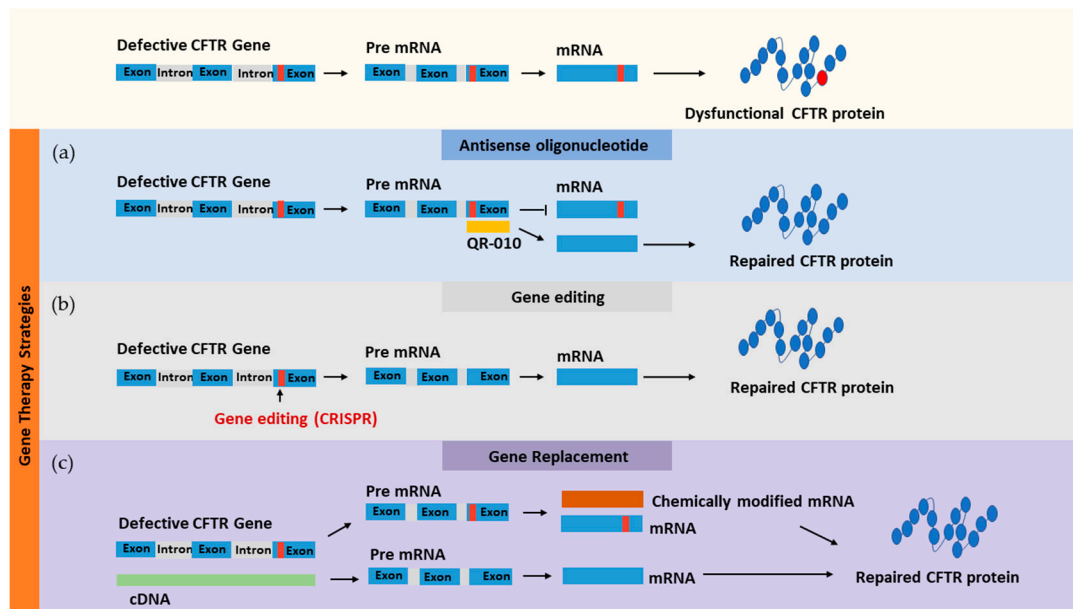 Defective CFTR Gene
Pre mRNA
mRNA
Exon Intron Exon Intron Exon
Exon Exon Exon
Dysfunctional CFTR protein
Gene Therapy Strategies
(a)
Antisense oligonucleotide
Defective CFTR Gene
Pre mRNA
mRNA
Exon Intron Exon Intron Exon
Exon Exon Exon
QR-010
Repaired CFTR protein
(b)
Gene editing
Defective CFTR Gene
Pre mRNA
mRNA
Exon Intron Exon Intron Exon
Exon Exon Exon
Repaired CFTR protein
Gene editing (CRISPR)
(c)
Gene Replacement
Pre mRNA
Exon Exon Exon
Chemically modified mRNA
mRNA
Defective CFTR Gene
Exon Intron Exon Intron Exon
Pre mRNA
Exon Exon Exon
mRNA
Repaired CFTR protein
cDNA